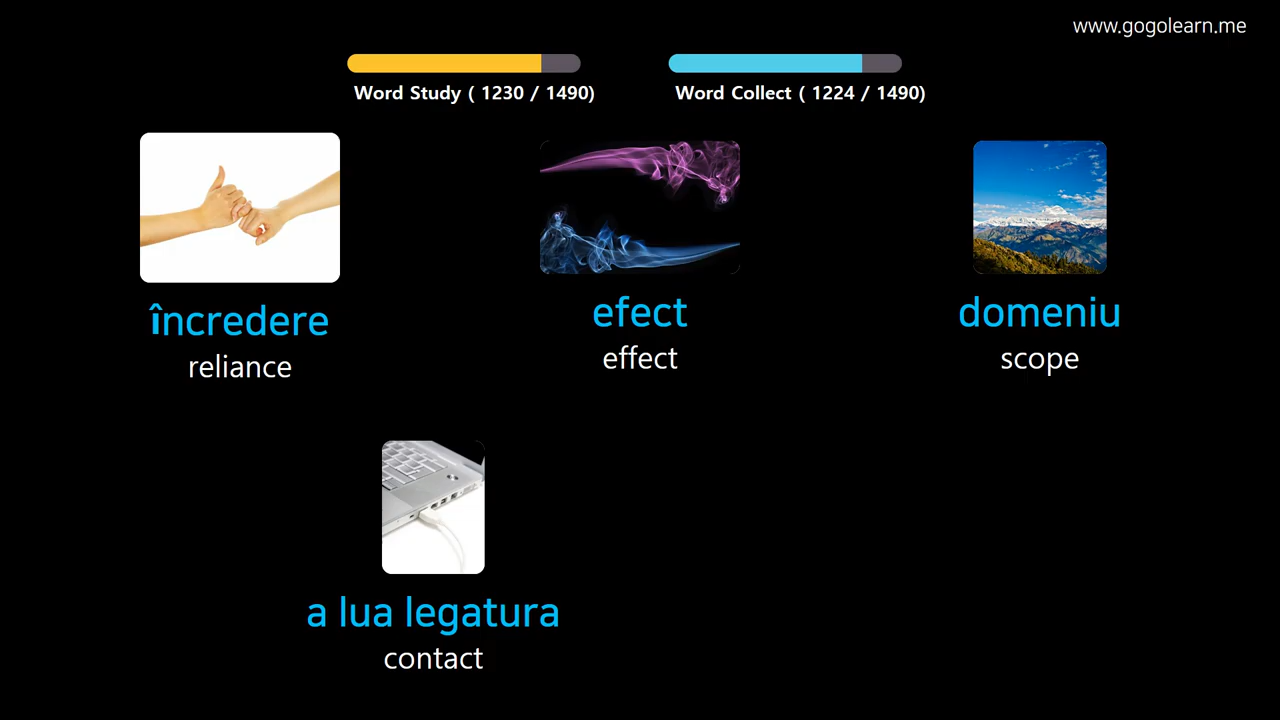 www.gogolearn.me
Word Study ( 1230 / 1490)
Word Collect ( 1224 / 1490)
încredere
reliance
efect
effect
domeniu
scope
a lua legatura
contact